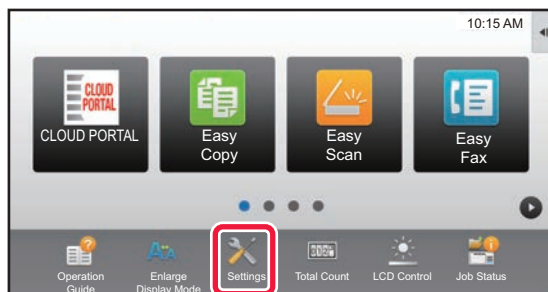 10:15 AM
CLOUD
PORTAL
CLOUD PORTAL
Easy
Copy
Easy
Scan
Easy
Fax
Operation
Guide
Enlarge
Display Mode
Settings
Total Count
LCD Control
Job Status